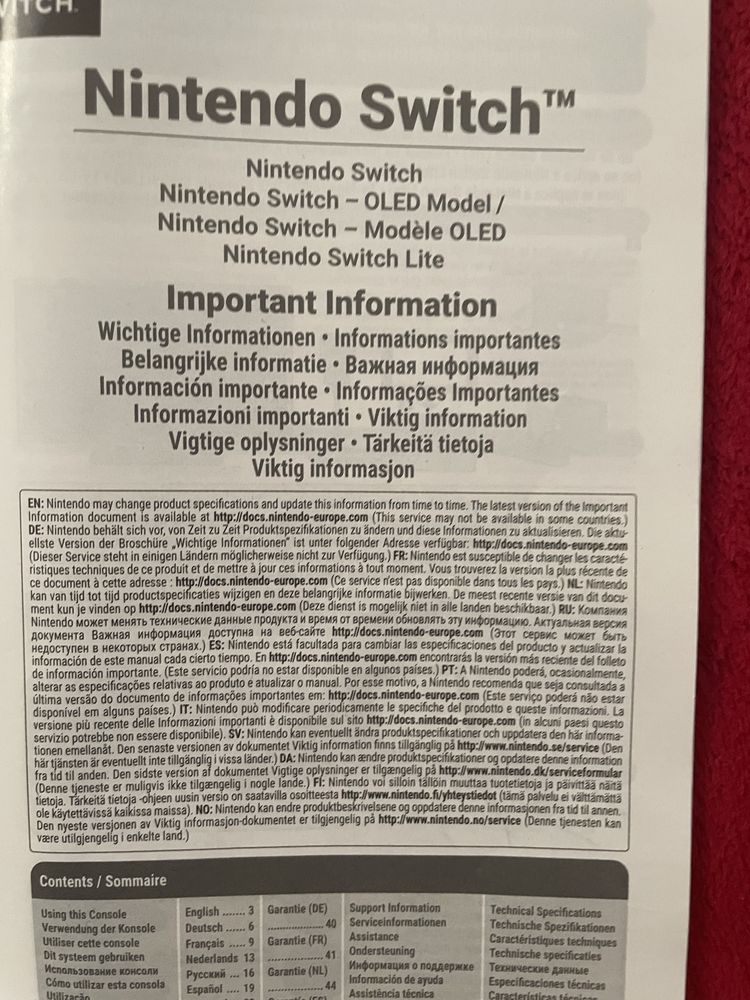 WITCH.
Nintendo Switch™
Nintendo Switch
Nintendo Switch – OLED Model /
Nintendo Switch – Modèle OLED
Nintendo Switch Lite
Important Information
Wichtige Informationen • Informations importantes
Belangrijke informatie • Важная информация
Información importante • Informações Importantes
Informazioni importanti • Viktig information
Vigtige oplysninger • Tärkeitä tietoja
Viktig informasjon
EN: Nintendo may change product specifications and update this information from time to time. The latest version of the Important
Information document is available at http://docs.nintendo-europe.com (This service may not be available in some countries.)
DE: Nintendo behält sich vor, von Zeit zu Zeit Produktspezifikationen zu ändern und diese Informationen zu aktualisieren. Die aktu-
ellste Version der Broschüre „Wichtige Informationen" ist unter folgender Adresse verfügbar: http://docs.nintendo-europe.com
(Dieser Service steht in einigen Ländern möglicherweise nicht zur Verfügung.) FR: Nintendo est susceptible de changer les caracté-
ristiques techniques de ce produit et de mettre à jour ces informations à tout moment. Vous trouverez la version la plus récente de
ce document à cette adresse : http://docs.nintendo-europe.com (Ce service n'est pas disponible dans tous les pays.) NL: Nintendo
kan van tijd tot tijd productspecificaties wijzigen en deze belangrijke informatie bijwerken. De meest recente versie van dit docu-
ment kun je vinden op http://docs.nintendo-europe.com (Deze dienst is mogelijk niet in alle landen beschikbaar.) RU: Компания
Nintendo может менять технические данные продукта и время от времени обновлять эту информацию. Актуальная версия
документа Важная информация доступна на веб-сайте http://docs.nintendo-europe.com (Этот сервис может быть
недоступен в некоторых странах.) ES: Nintendo está facultada para cambiar las especificaciones del producto y actualizar la
información de este manual cada cierto tiempo. En http://docs.nintendo-europe.com encontrarás la versión más reciente del folleto
de información importante. (Este servicio podría no estar disponible en algunos países.) PT: A Nintendo poderá, ocasionalmente,
alterar as especificações relativas ao produto e atualizar o manual. Por esse motivo, a Nintendo recomenda que seja consultada a
última versão do documento de informações importantes em: http://docs.nintendo-europe.com (Este serviço poderá não estar
disponível em alguns países.) IT: Nintendo può modificare periodicamente le specifiche del prodotto e queste informazioni. La
versione più recente delle Informazioni importanti è disponibile sul sito http://docs.nintendo-europe.com (in alcuni paesi questo
servizio potrebbe non essere disponibile). SV: Nintendo kan eventuellt ändra produktspecifikationer och uppdatera den här informa-
tionen emellanåt. Den senaste versionen av dokumentet Viktig information finns tillgänglig på http://www.nintendo.se/service (Den
här tjänsten är eventuellt inte tillgänglig i vissa länder.) DA: Nintendo kan ændre produktspecifikationer og opdatere denne information
fra tid til anden. Den sidste version af dokumentet Vigtige oplysninger er tilgængelig på http://www.nintendo.dk/serviceformular
(Denne tjeneste er muligvis ikke tilgængelig i nogle lande.) FI: Nintendo voi silloin tällöin muuttaa tuotetietoja ja päivittää näitä
tietoja. Tärkeitä tietoja -ohjeen uusin versio on saatavilla osoitteesta http://www.nintendo.fi/yhteystiedot (tämä palvelu ei välttämättä
ole käytettävissä kaikissa maissa). NO: Nintendo kan endre produktbeskrivelsene og oppdatere denne informasjonen fra tid til annen.
Den nyeste versjonen av Viktig informasjon-dokumentet er tilgjengelig på http://www.nintendo.no/service (Denne tjenesten kan
være utilgjengelig i enkelte land.)
Contents / Sommaire
Using this Console
Verwendung der Konsole
Utiliser cette console
Dit systeem gebruiken
Использование консоли
Cómo utilizar esta consola
Utilização
English ....... 3
Deutsch ...... 6
Français ..... 9
Nederlands 13
Русский ... 16
Español .... 19
Garantie (DE)
.................. 40
Garantie (FR)
.................. 41
Garantie (NL)
.................. 44
Support Information
Serviceinformationen
Assistance
Ondersteuning
Информация о поддержке
Información de ayuda
Assistência técnica
Technical Specifications
Technische Spezifikationen
Caractéristiques techniques
Technische specificaties
Технические данные
Especificaciones técnicas
Características